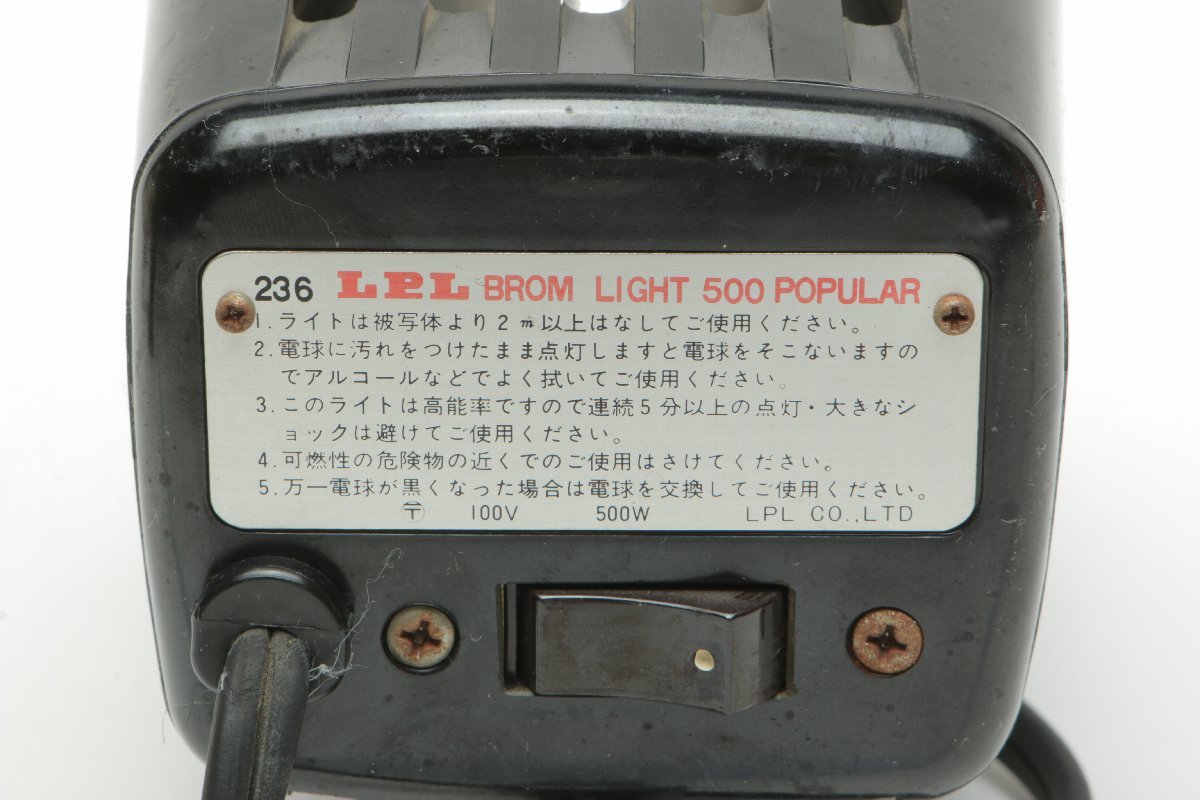 236 LPL BROM LIGHT 500 POPULAR
1. ライトは被写体より2m以上はなしてご使用ください。
2. 電球に汚れをつけたまま点灯しますと電球をそこないますの
でアルコールなどでよく拭いてご使用ください。
3. このライトは高能率ですので連続5分以上の点灯・大きなシ
ョックは避けてご使用ください。
4. 可燃性の危険物の近くでのご使用はさけてください。
5. 万一電球が黒くなった場合は電球を交換してご使用ください。
〶 100V 500W LPL CO.,LTD